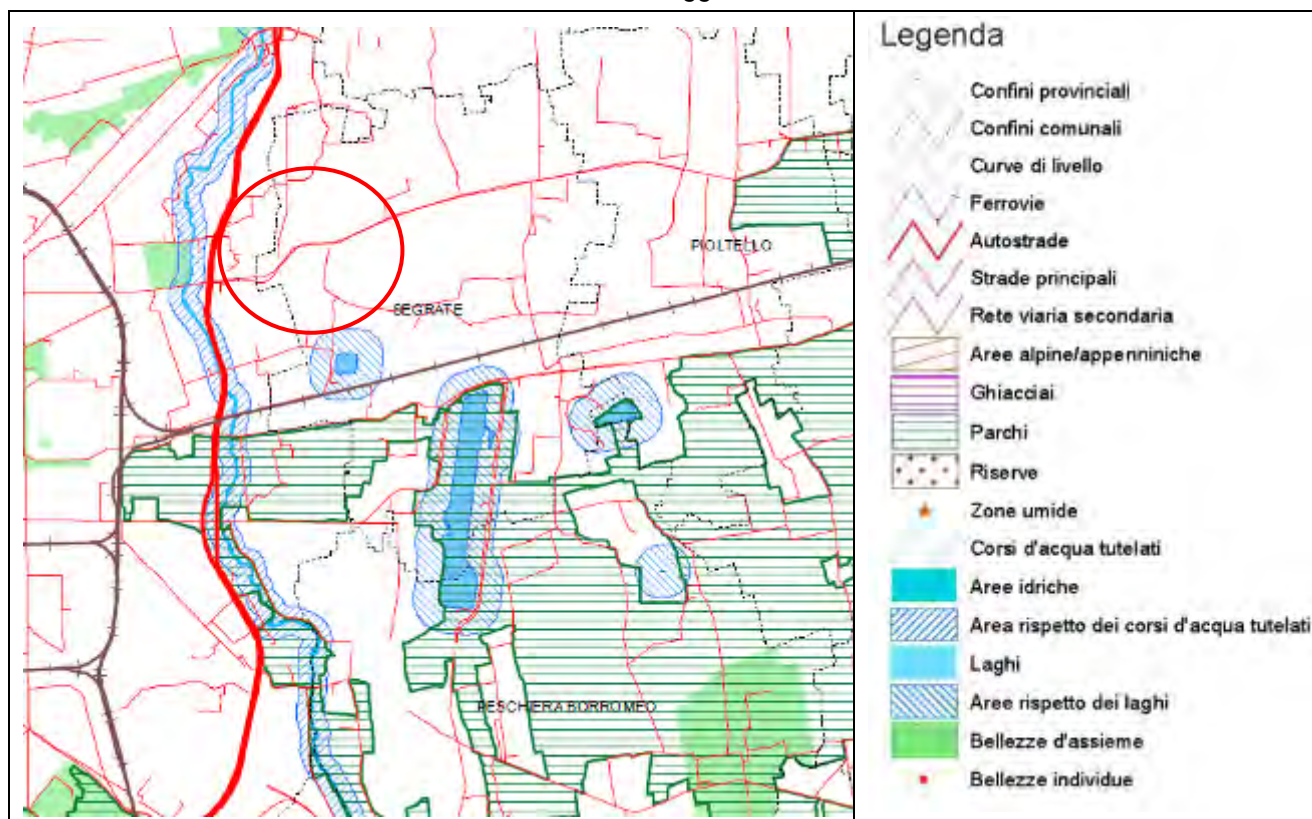 SEGRATE
PIOLTELLO
PESCHIERA BORROMEO
Legenda
Confini provinciali
Confini comunali
Curve di livello
Ferrovie
Autostrade
Strade principali
Rete viaria secondaria
Aree alpine/appenniniche
Ghiacciai
Parchi
Riserve
Zone umide
Corsi d'acqua tutelati
Aree idriche
Area rispetto dei corsi d'acqua tutelati
Laghi
Aree rispetto dei laghi
Bellezze d'assieme
Bellezze individue